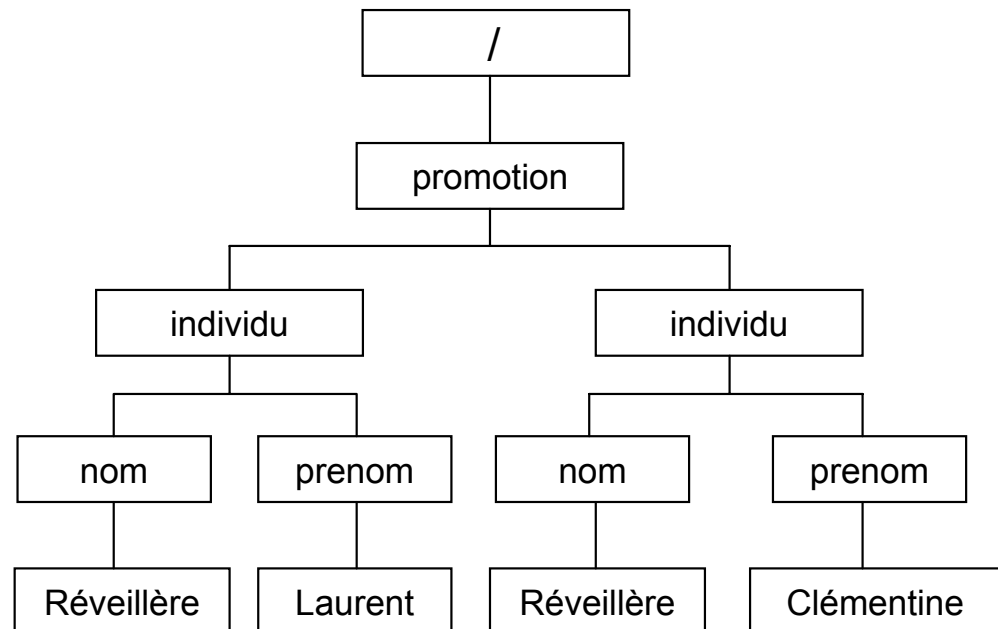 /
promotion
individu individu
nom prenom nom prenom
Réveillère Laurent Réveillère Clémentine